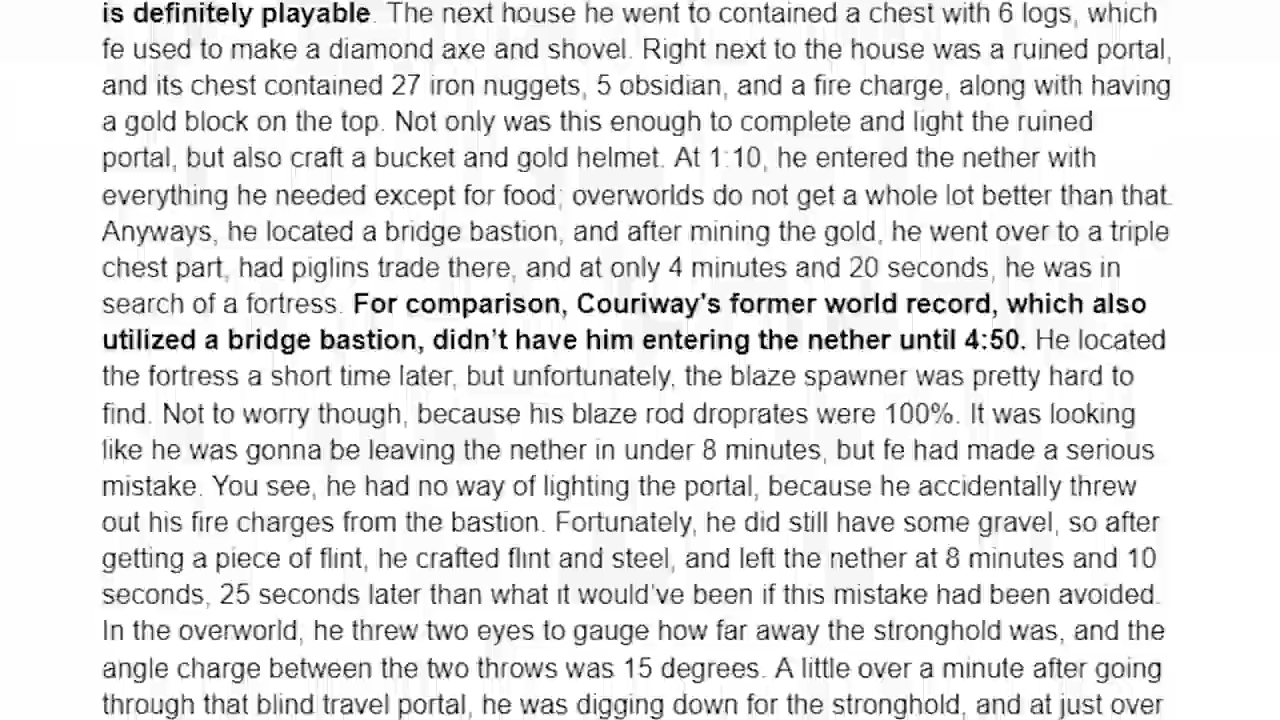 is definitely playable. The next house he went to contained a chest with 6 logs, which
fe used to make a diamond axe and shovel. Right next to the house was a ruined portal,
and its chest contained 27 iron nuggets, 5 obsidian, and a fire charge, along with having
a gold block on the top. Not only was this enough to complete and light the ruined
portal, but also craft a bucket and gold helmet. At 1:10, he entered the nether with
everything he needed except for food; overworlds do not get a whole lot better than that.
Anyways, he located a bridge bastion, and after mining the gold, he went over to a triple
chest part, had piglins trade there, and at only 4 minutes and 20 seconds, he was in
search of a fortress. For comparison, Couriway's former world record, which also
utilized a bridge bastion, didn't have him entering the nether until 4:50. He located
the fortress a short time later, but unfortunately, the blaze spawner was pretty hard to
find. Not to worry though, because his blaze rod droprates were 100%. It was looking
like he was gonna be leaving the nether in under 8 minutes, but fe had made a serious
mistake. You see, he had no way of lighting the portal, because he accidentally threw
out his fire charges from the bastion. Fortunately, he did still have some gravel, so after
getting a piece of flint, he crafted flint and steel, and left the nether at 8 minutes and 10
seconds, 25 seconds later than what it would've been if this mistake had been avoided.
In the overworld, he threw two eyes to gauge how far away the stronghold was, and the
angle charge between the two throws was 15 degrees. A little over a minute after going
through that blind travel portal, he was digging down for the stronghold, and at just over